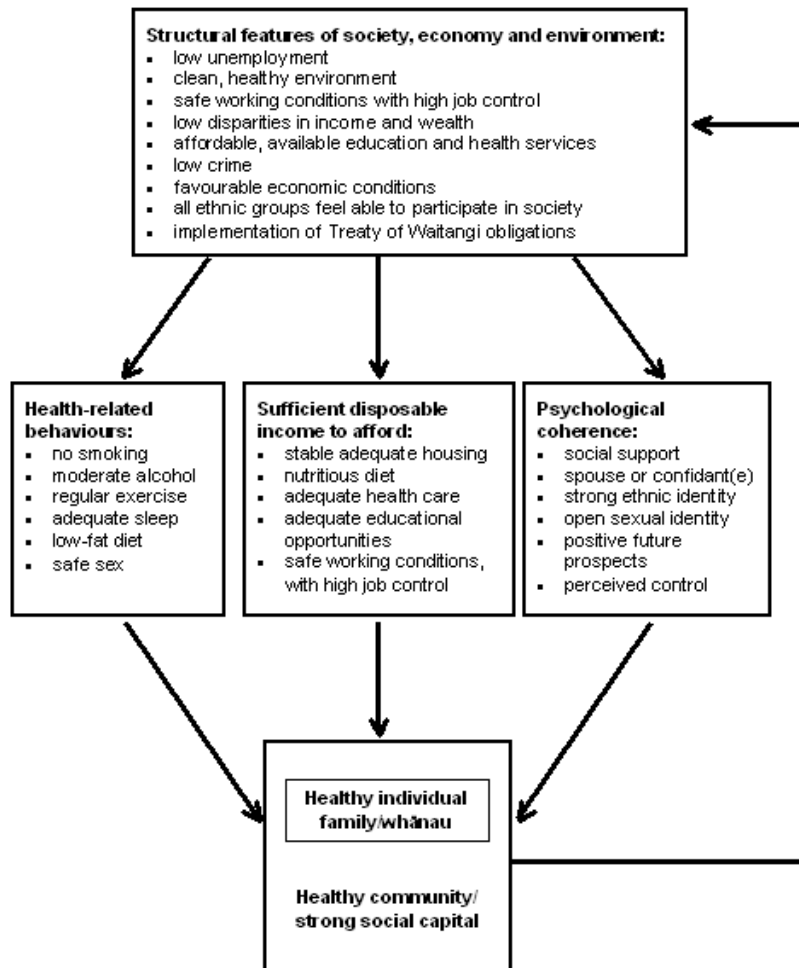 Structural features of society, economy and environment:
▪ low unemployment
▪ clean, healthy environment
▪ safe working conditions with high job control
▪ low disparities in income and wealth
▪ affordable, available education and health services
▪ low crime
▪ favourable economic conditions
▪ all ethnic groups feel able to participate in society
▪ implementation of Treaty of Waitangi obligations
Health-related
behaviours:
▪ no smoking
▪ moderate alcohol
▪ regular exercise
▪ adequate sleep
▪ low-fat diet
▪ safe sex
Sufficient disposable
income to afford:
▪ stable adequate housing
▪ nutritious diet
▪ adequate health care
▪ adequate educational
opportunities
▪ safe working conditions,
with high job control
Psychological
coherence:
▪ social support
▪ spouse or confidant(e)
▪ strong ethnic identity
▪ open sexual identity
▪ positive future
prospects
▪ perceived control
Healthy individual
family/whānau
Healthy community/
strong social capital